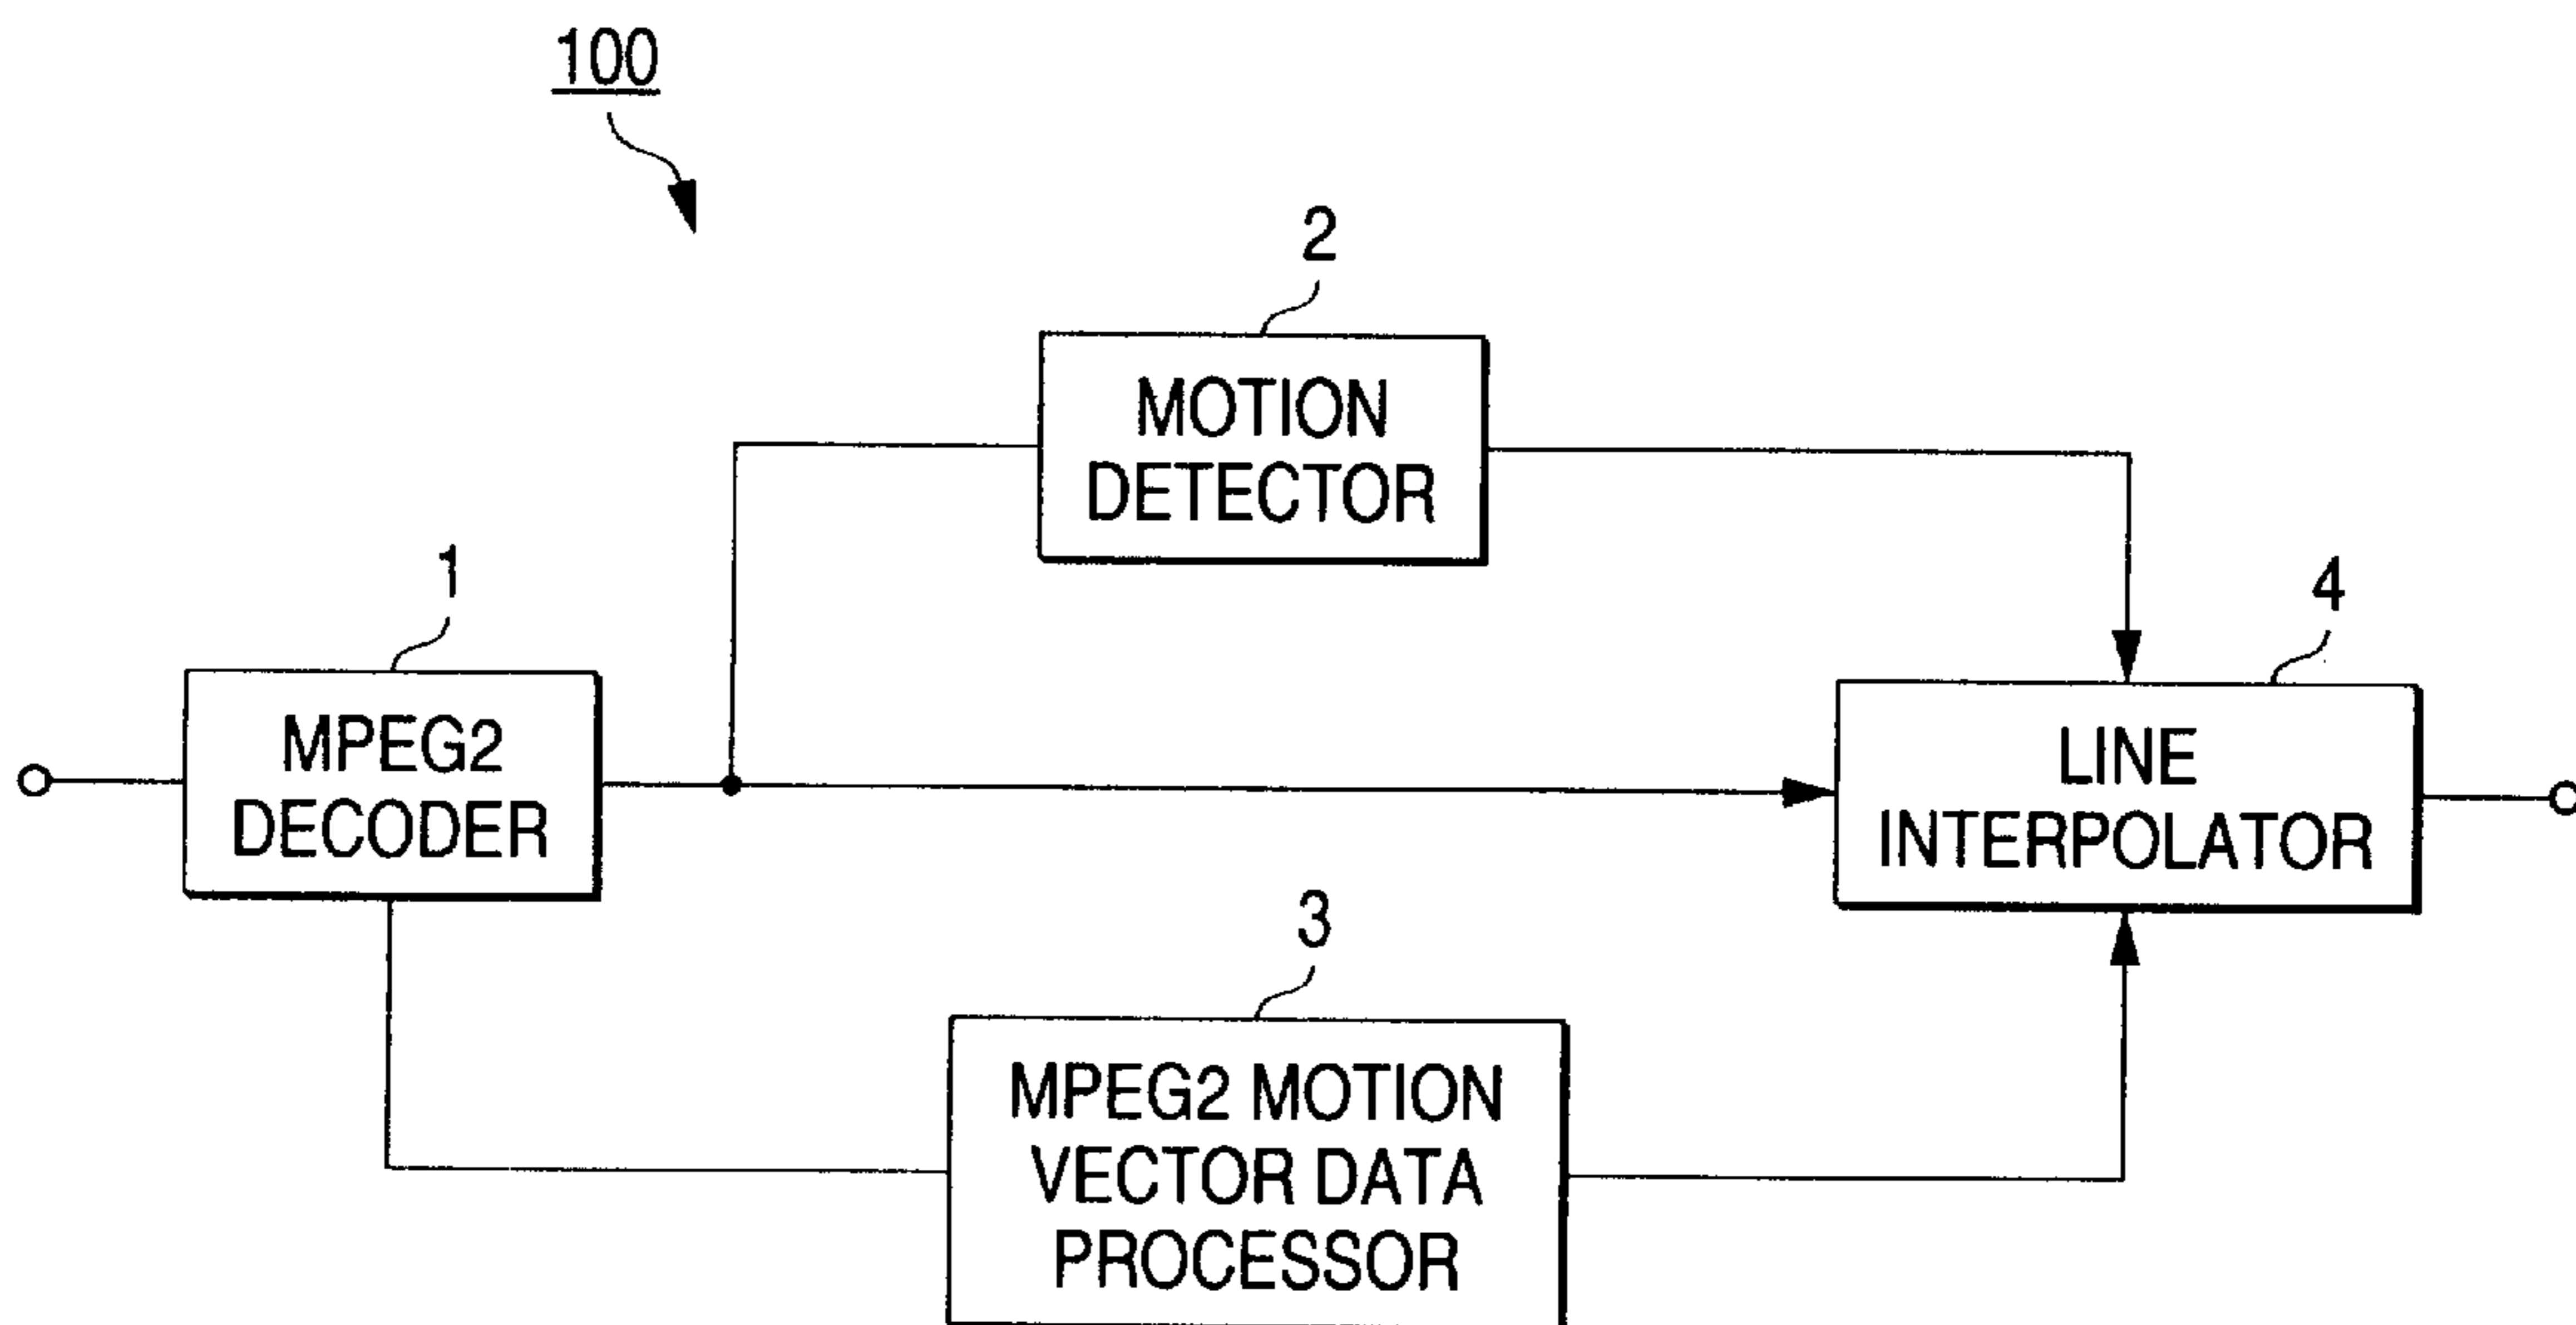 100
2
MOTION
DETECTOR
1
MPEG2
DECODER
4
LINE
INTERPOLATOR
3
MPEG2 MOTION
VECTOR DATA
PROCESSOR